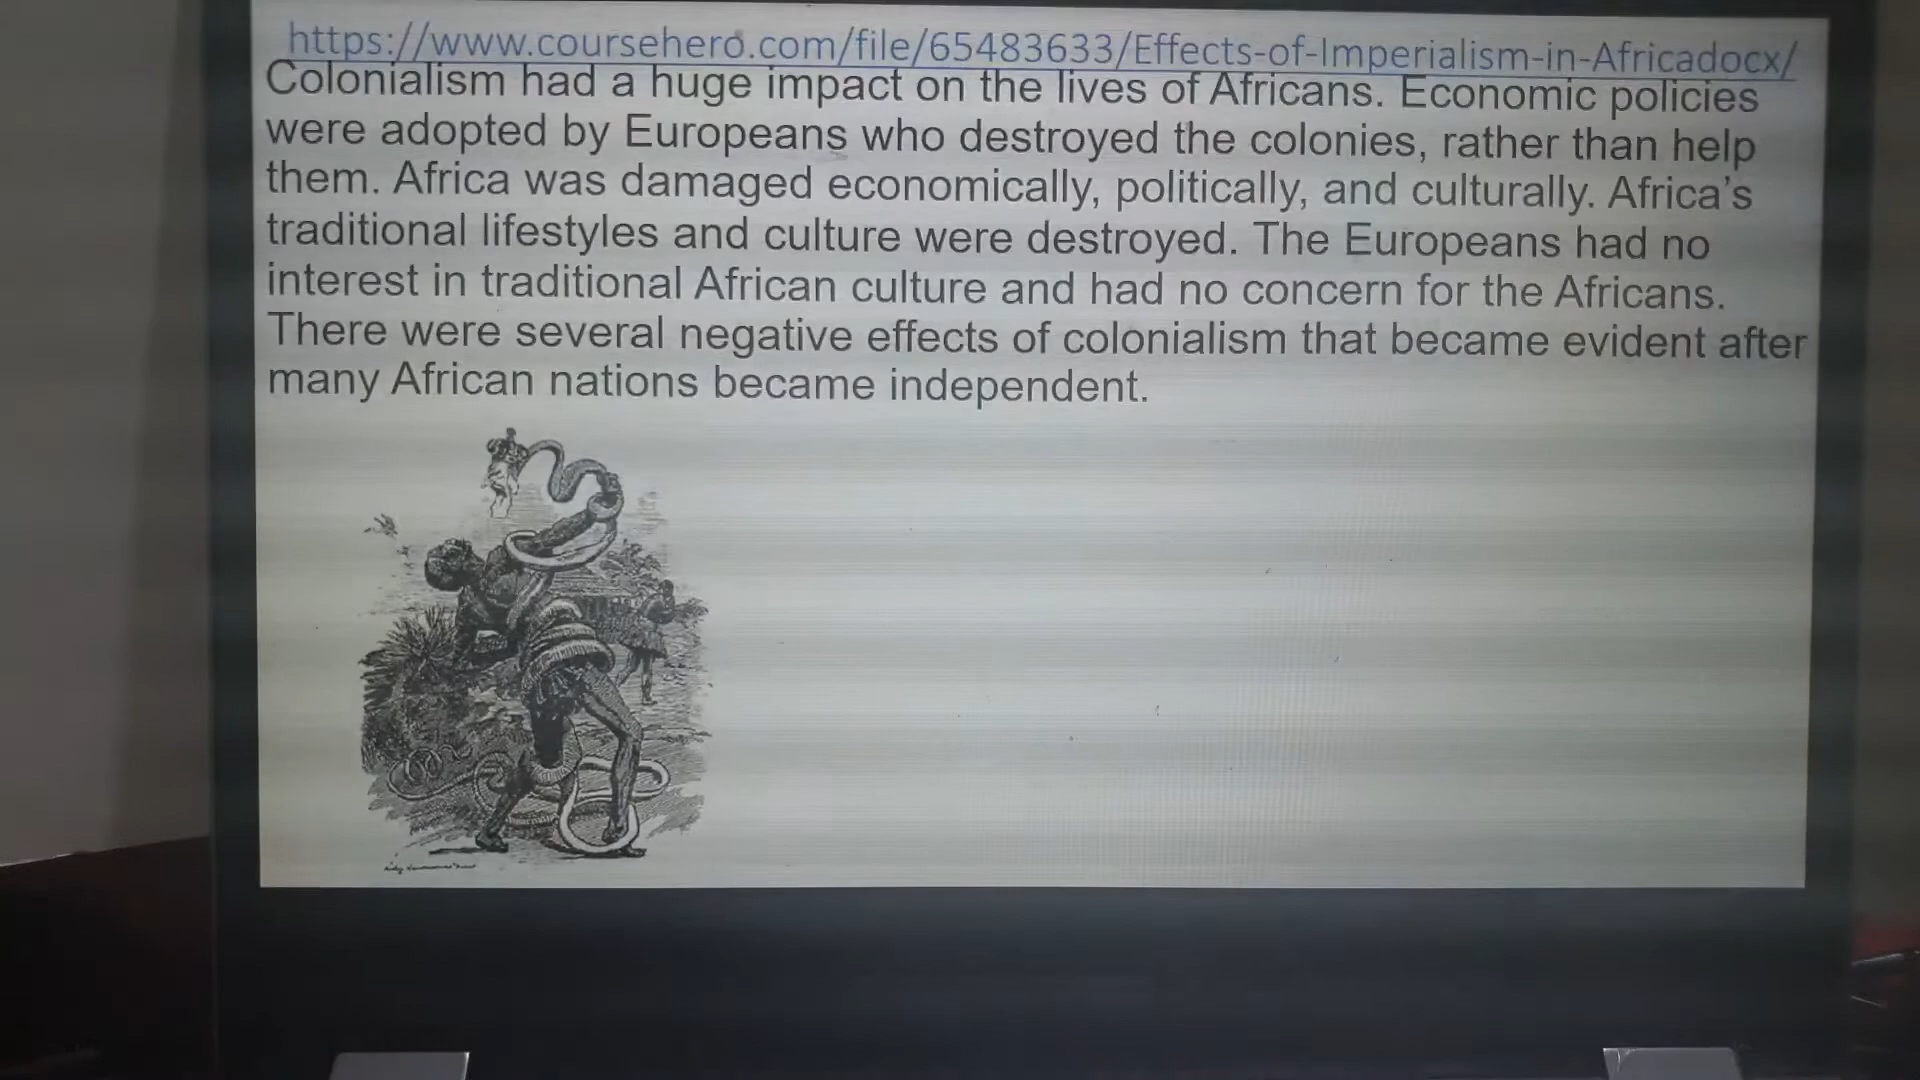 https://www.coursehero.com/file/65483633/Effects-of-Imperialism-in-Africadocx/
Colonialism had a huge impact on the lives of Africans. Economic policies
were adopted by Europeans who destroyed the colonies, rather than help
them. Africa was damaged economically, politically, and culturally. Africa's
traditional lifestyles and culture were destroyed. The Europeans had no
interest in traditional African culture and had no concern for the Africans.
There were several negative effects of colonialism that became evident after
many African nations became independent.